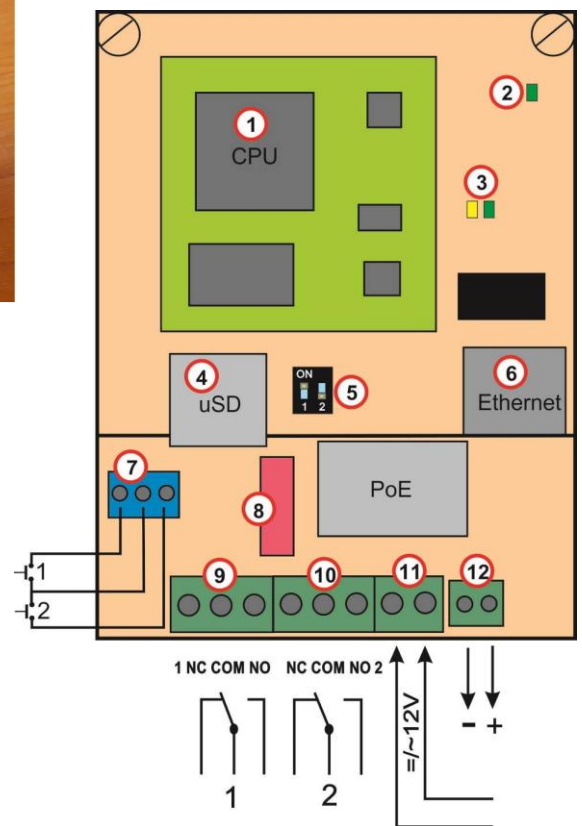 1
CPU
2
3
4
uSD
ON
1 2
5
6
Ethernet
7
8
PoE
1
2
9
10
11
12
1 NC COM NO
NC COM NO 2
=/~12V
- +
1
2